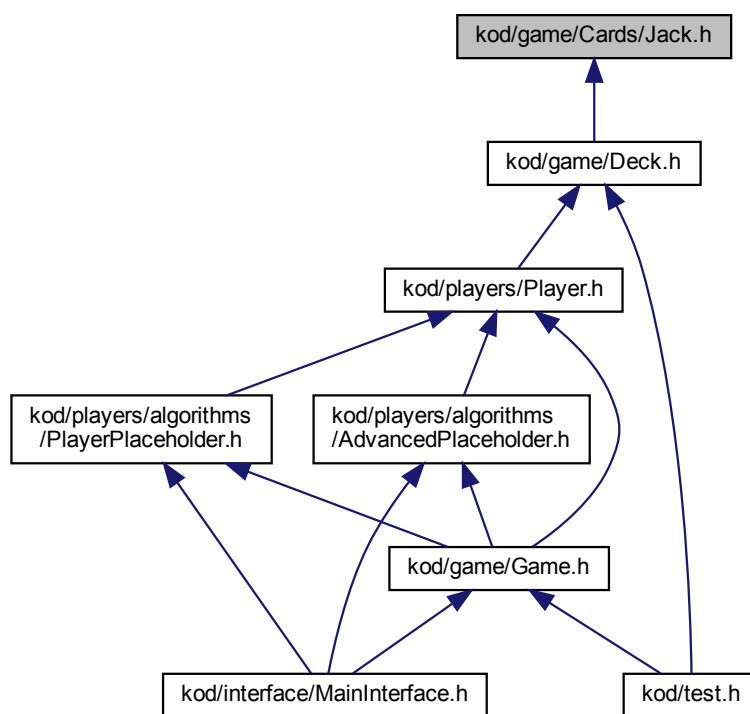 kod/game/Cards/Jack.h
kod/game/Deck.h
kod/players/Player.h
kod/players/algorithms
/PlayerPlaceholder.h
kod/players/algorithms
/AdvancedPlaceholder.h
kod/game/Game.h
kod/interface/MainInterface.h
kod/test.h